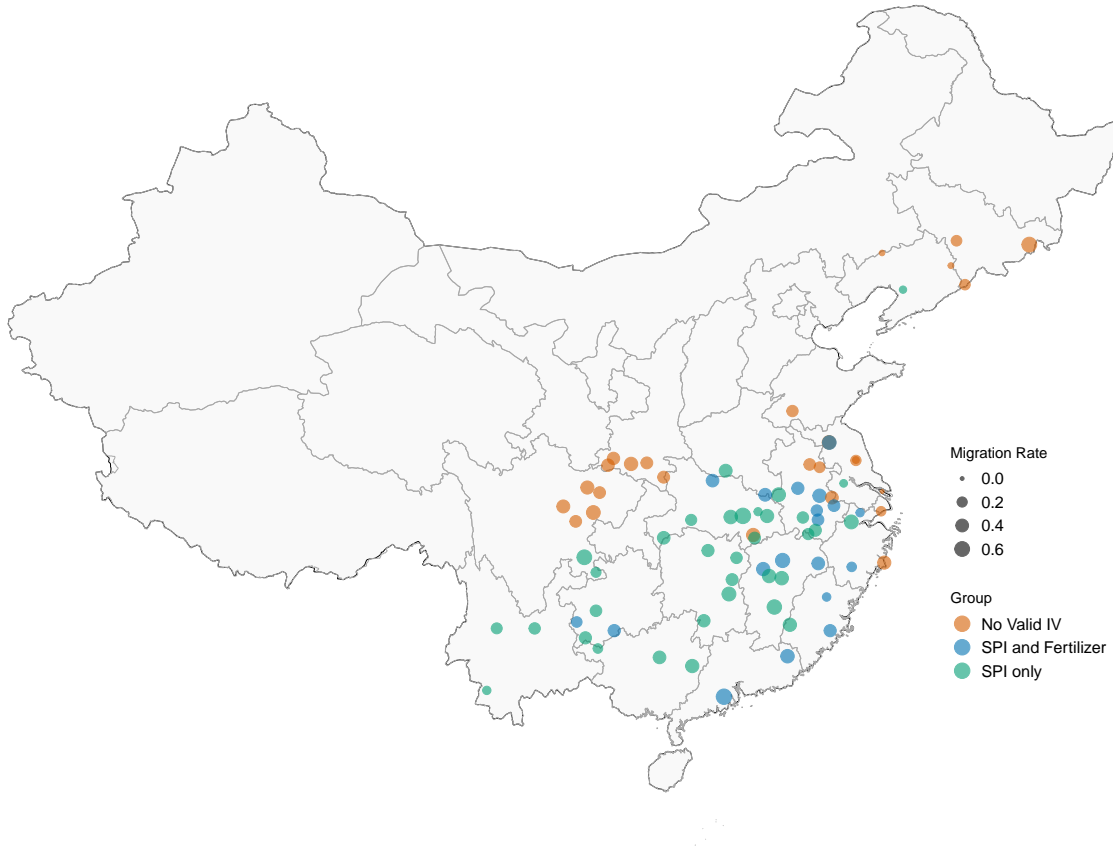 Migration Rate
0.0
0.2
0.4
0.6
Group
No Valid IV
SPI and Fertilizer
SPI only